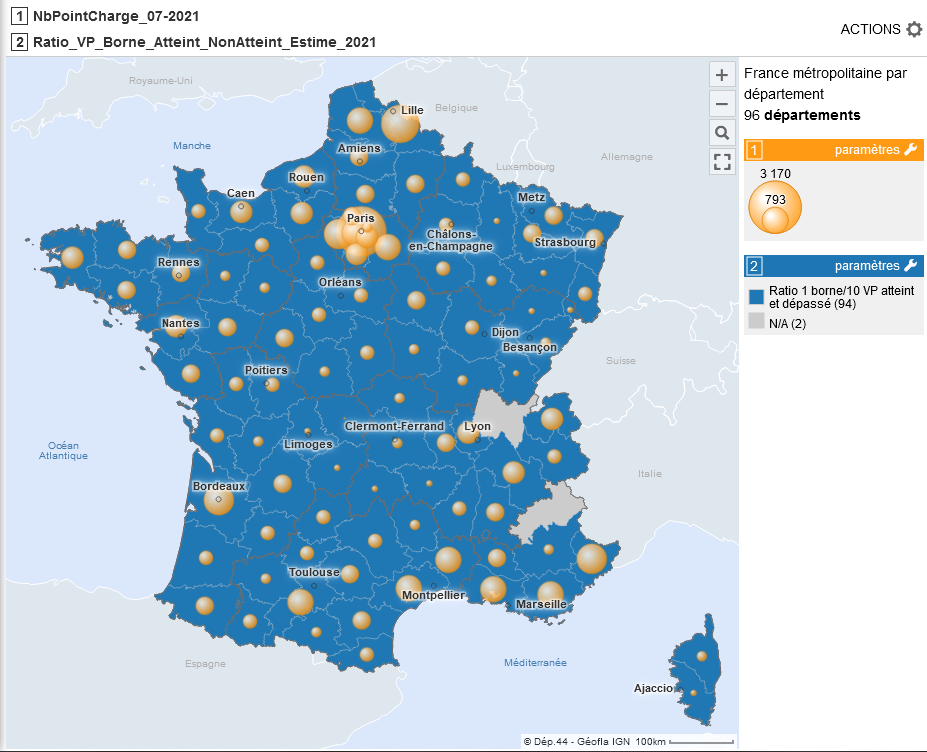 1 NbPointCharge_07-2021
2 Ratio_VP_Borne_Atteint_NonAtteint_Estime_2021
ACTIONS
France métropolitaine par
département
96 départements
1 paramètres
3 170
793
2 paramètres
Ratio 1 borne/10 VP atteint
et dépassé (94)
N/A (2)
+
−
Royaume-Uni
Belgique
Lille
Manche
Amiens
Luxembourg
Allemagne
Rouen
Caen
Metz
Paris
Châlons-
en-Champagne
Strasbourg
Rennes
Orléans
Nantes
Dijon
Besançon
Suisse
Poitiers
Clermont-Ferrand
Lyon
Limoges
Océan
Atlantique
Italie
Bordeaux
Toulouse
Montpellier
Marseille
Espagne
Méditerranée
Ajaccio
© Dép.44 - Géofla IGN 100km